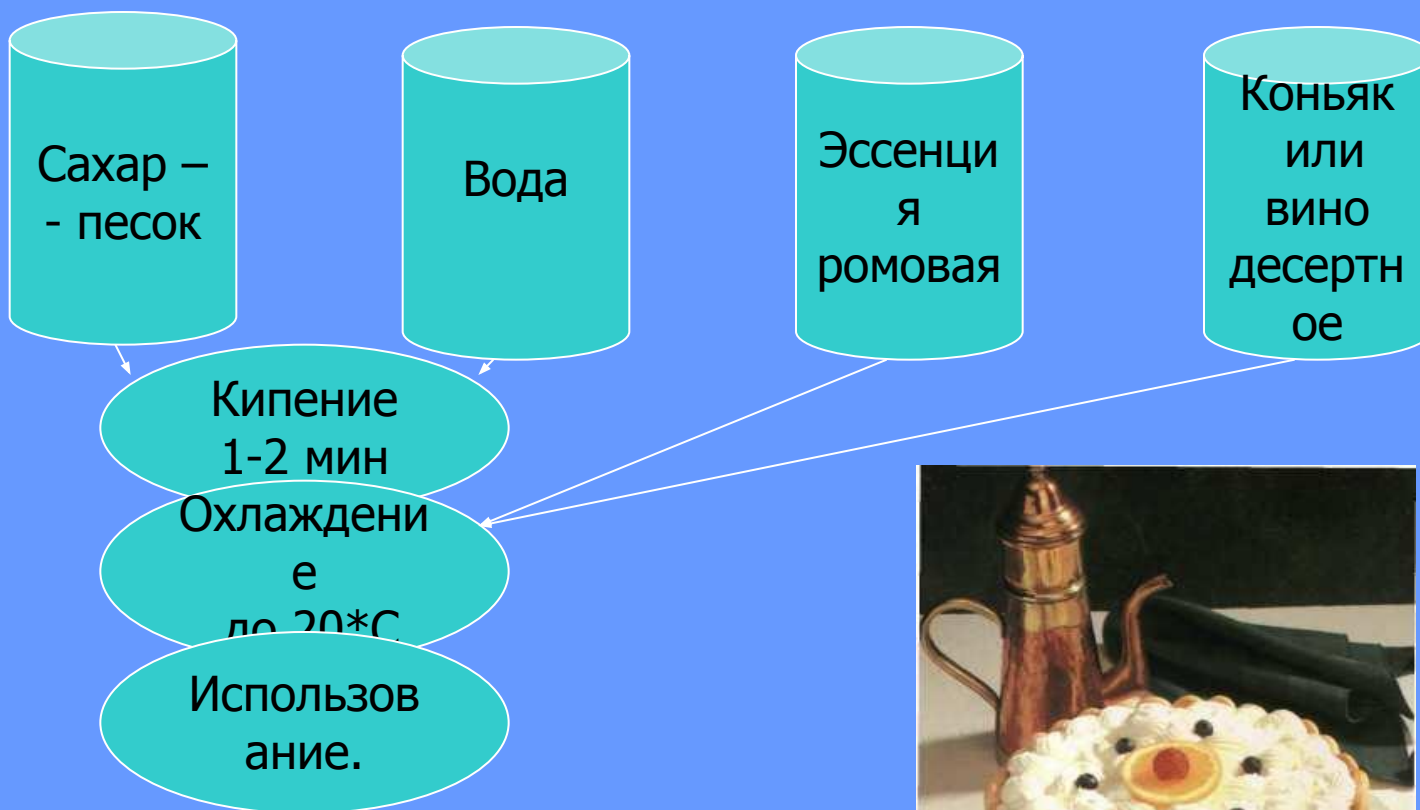 Сахар –
- песок
Вода
Эссенци
я
ромовая
Коньяк
или
вино
десертн
ое
Кипение
1-2 мин
Охлаждени
е
до 20*С
Использов
ание.